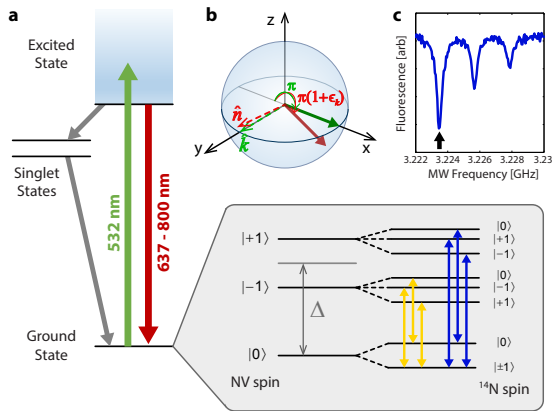 a
Excited
State
Singlet
States
532 nm
637 - 800 nm
Ground
State
b
z
π
π(1+ϵₖ)
n̂
k̂
y
x
c
Fluorescence [arb]
3.222
3.224
3.226
3.228
3.23
MW Frequency [GHz]
|+1⟩
|−1⟩
Δ
|0⟩
NV spin
|0⟩
|+1⟩
|−1⟩
|0⟩
|−1⟩
|+1⟩
|0⟩
|±1⟩
¹⁴N spin